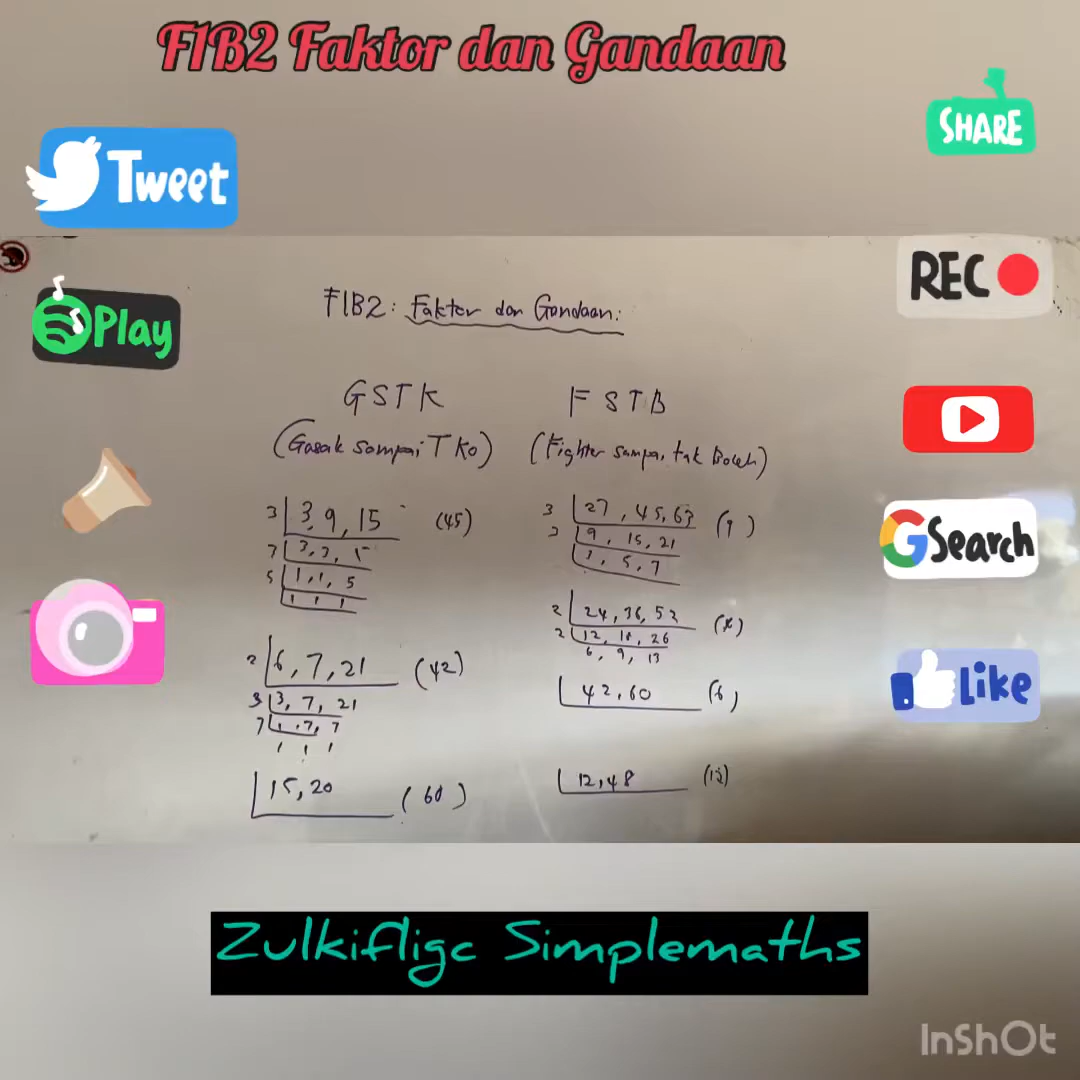 F1B2 Faktor dan Gandaan
SHARE
Tweet
REC
Play
F1B2: Faktor dan Gandaan:
GSTK
FSTB
(Gasak sampai TKO)
(Fighter sampai tak Boleh)
3 3, 9, 15 (45)
3, 3, 5
5 1, 1, 5
1 1 1
3 27, 45, 63 (9)
9, 15, 21
3, 5, 7
GSearch
2 24, 36, 52
2 12, 18, 26
6, 9, 13
2 6, 7, 21 (42)
3 3, 7, 21
7 1, 7, 7
1 1 1
42, 60 (6)
Like
15, 20 (60)
12, 48 (12)
Zulkifligc Simplemaths
InShOt